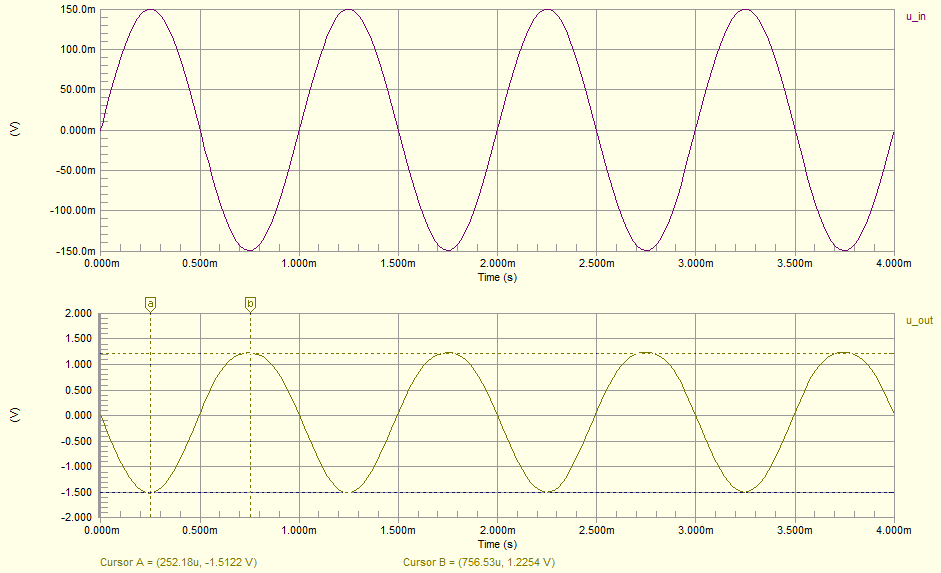 150.0m
u_in
100.0m
50.00m
(V)
0.000m
-50.00m
-100.00m
-150.0m
0.000m 0.500m 1.000m 1.500m 2.000m 2.500m 3.000m 3.500m 4.000m
Time (s)
a b
2.000
u_out
1.500
1.000
0.500
(V)
0.000
-0.500
-1.000
-1.500
-2.000
0.000m 0.500m 1.000m 1.500m 2.000m 2.500m 3.000m 3.500m 4.000m
Time (s)
Cursor A = (252.18u, -1.5122 V) Cursor B = (756.53u, 1.2254 V)